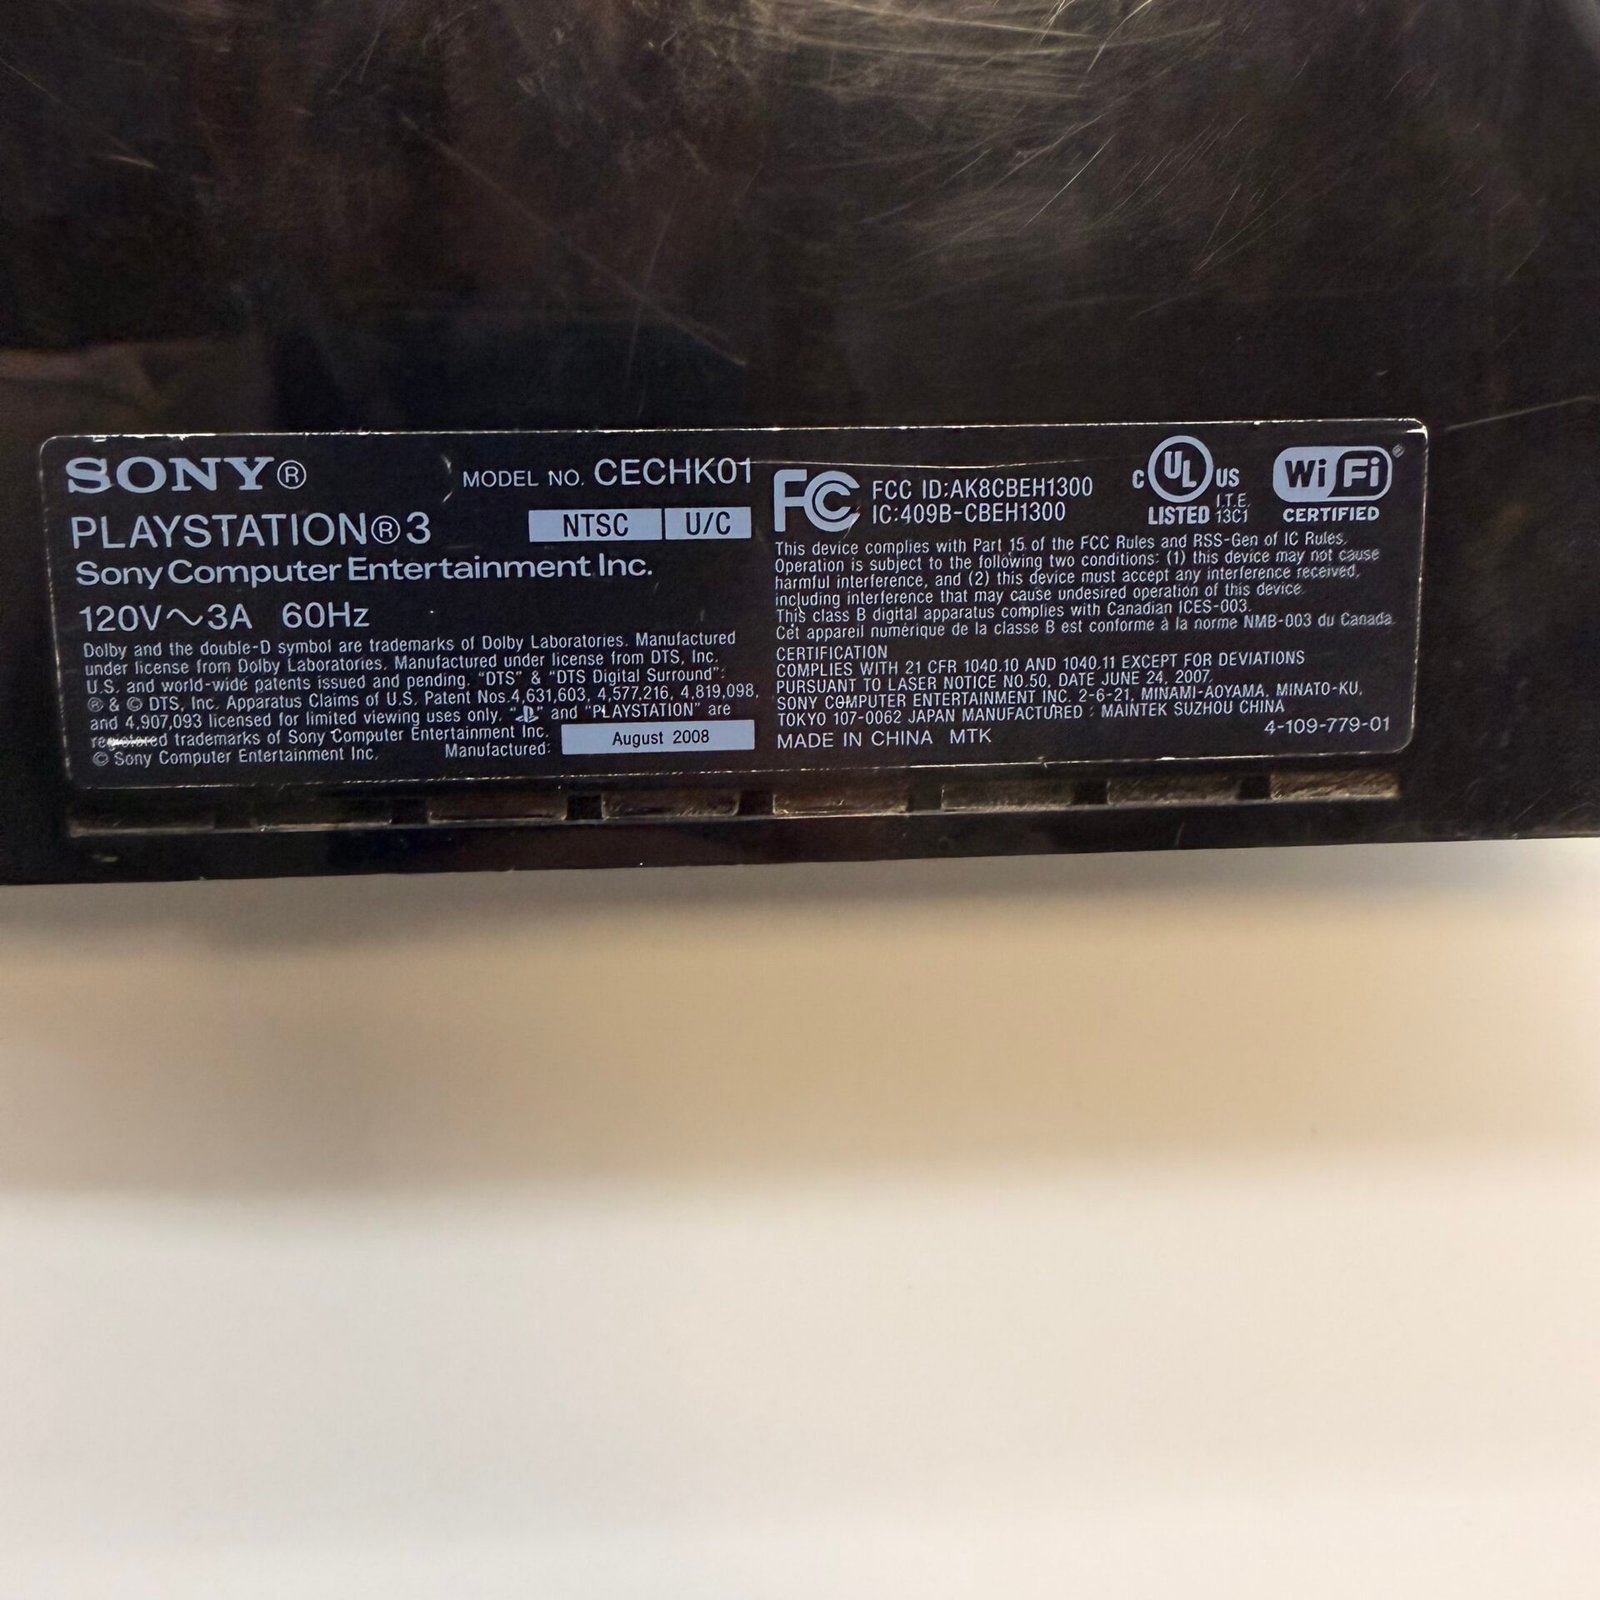 SONY®
MODEL NO. CECHK01
PLAYSTATION®3
NTSC U/C
Sony Computer Entertainment Inc.
120V～3A 60Hz
Dolby and the double-D symbol are trademarks of Dolby Laboratories. Manufactured
under license from Dolby Laboratories. Manufactured under license from DTS, Inc.
U.S. and world-wide patents issued and pending. "DTS" & "DTS Digital Surround":
® & © DTS, Inc. Apparatus Claims of U.S. Patent Nos.4,631,603, 4,577,216, 4,819,098,
and 4,907,093 licensed for limited viewing uses only. " " and "PLAYSTATION" are
registered trademarks of Sony Computer Entertainment Inc.
© Sony Computer Entertainment Inc.
Manufactured: August 2008
FC FCC ID:AK8CBEH1300
IC:409B-CBEH1300
C UL US
LISTED I.T.E.
13C1
Wi Fi®
CERTIFIED
This device complies with Part 15 of the FCC Rules and RSS-Gen of IC Rules.
Operation is subject to the following two conditions: (1) this device may not cause
harmful interference, and (2) this device must accept any interference received,
including interference that may cause undesired operation of this device.
This class B digital apparatus complies with Canadian ICES-003.
Cet appareil numérique de la classe B est conforme à la norme NMB-003 du Canada.
CERTIFICATION
COMPLIES WITH 21 CFR 1040.10 AND 1040.11 EXCEPT FOR DEVIATIONS
PURSUANT TO LASER NOTICE NO.50, DATE JUNE 24, 2007.
SONY COMPUTER ENTERTAINMENT INC. 2-6-21, MINAMI-AOYAMA, MINATO-KU,
TOKYO 107-0062 JAPAN MANUFACTURED : MAINTEK SUZHOU CHINA
MADE IN CHINA MTK
4-109-779-01